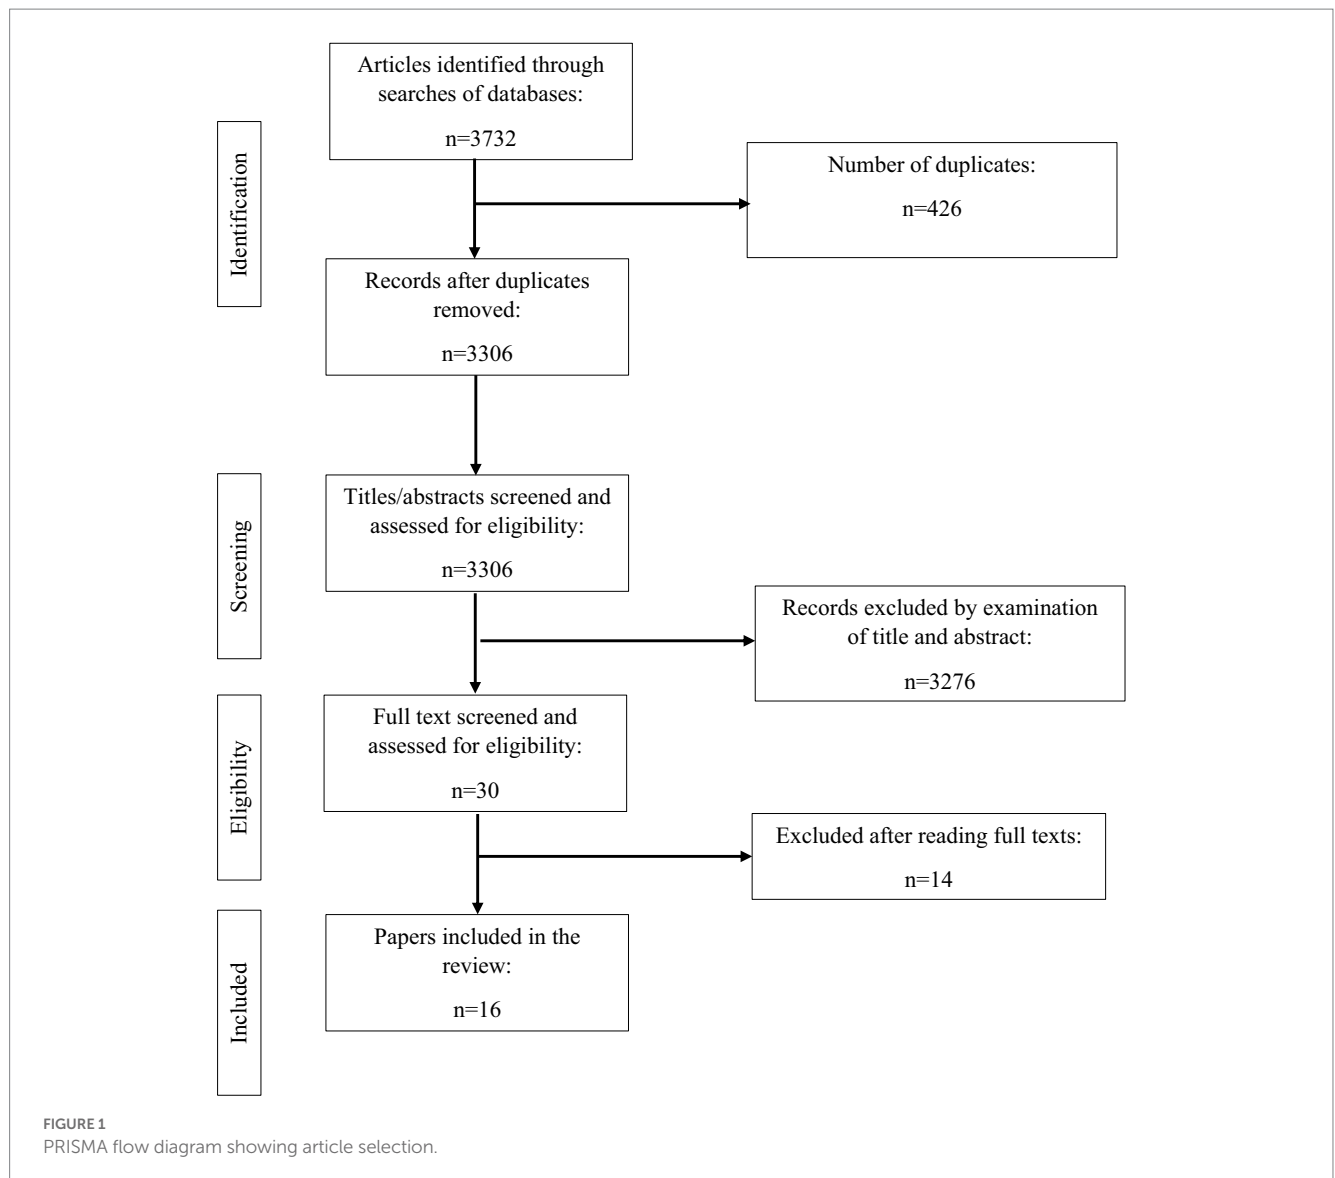 Articles identified through
searches of databases:
n=3732
Number of duplicates:
n=426
Identification
Records after duplicates
removed:
n=3306
Titles/abstracts screened and
assessed for eligibility:
n=3306
Screening
Records excluded by examination
of title and abstract:
n=3276
Full text screened and
assessed for eligibility:
n=30
Eligibility
Excluded after reading full texts:
n=14
Papers included in the
review:
n=16
Included
FIGURE 1
PRISMA flow diagram showing article selection.